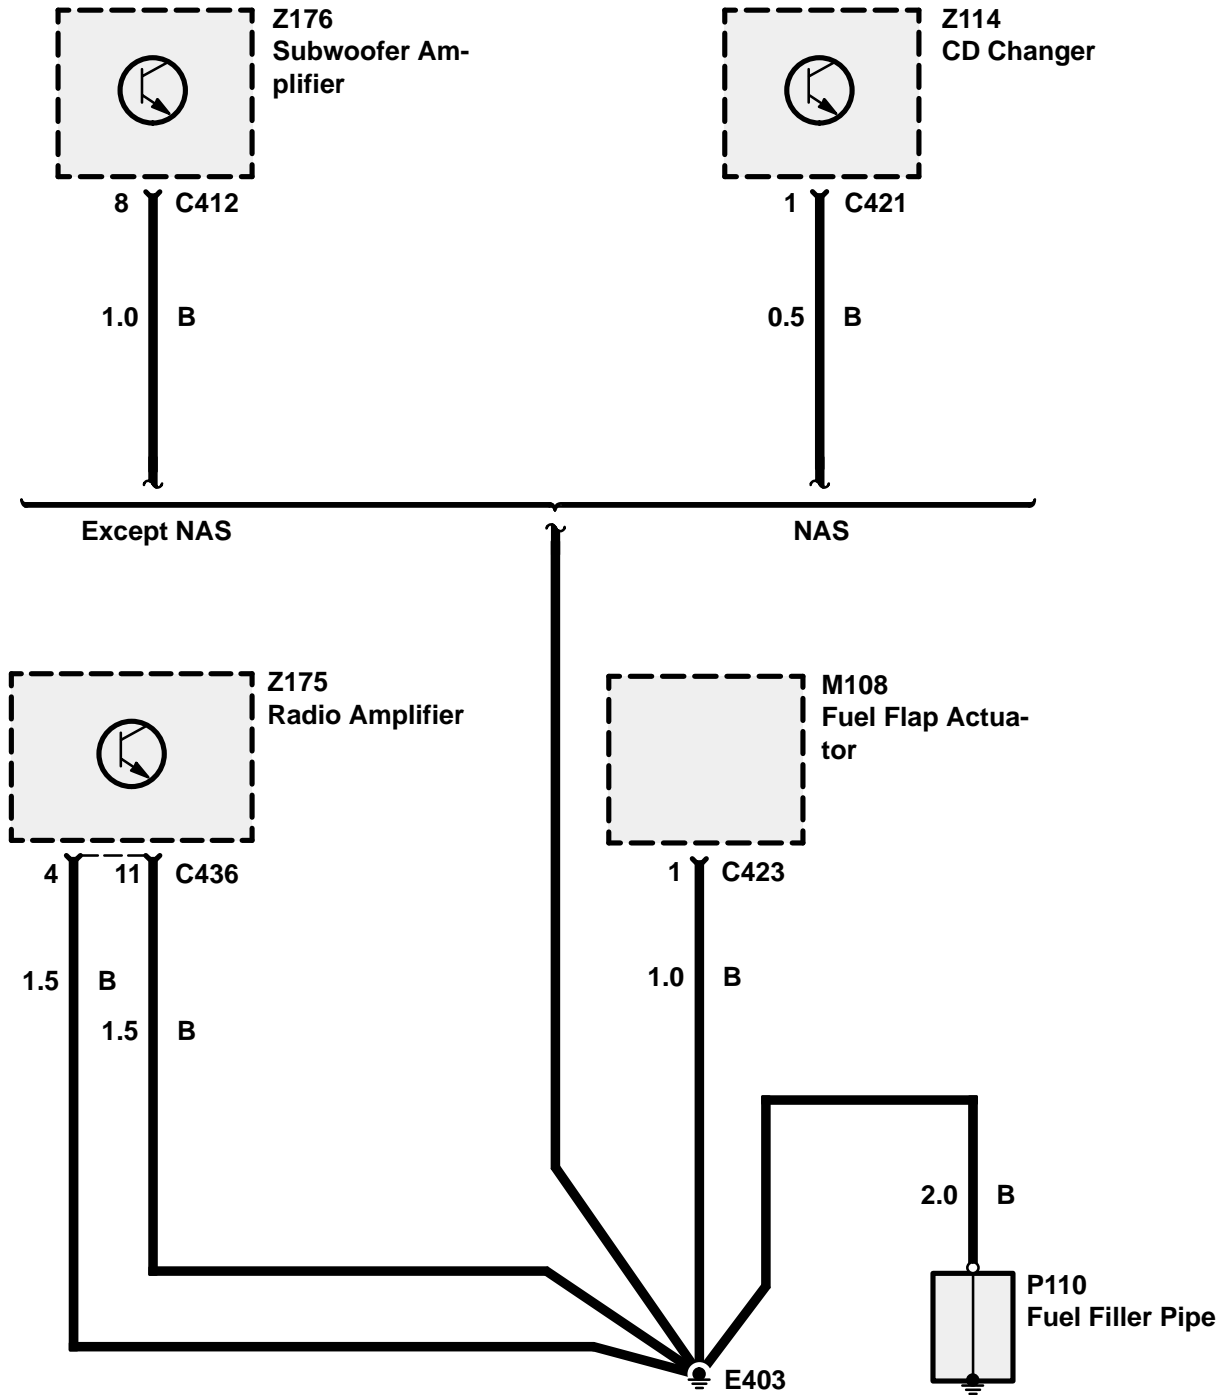 Z176
Subwoofer Am-
plifier
8 C412
1.0 B
Z114
CD Changer
1 C421
0.5 B
Except NAS
NAS
Z175
Radio Amplifier
4 11 C436
1.5 B
1.5 B
M108
Fuel Flap Actua-
tor
1 C423
1.0 B
2.0 B
P110
Fuel Filler Pipe
E403